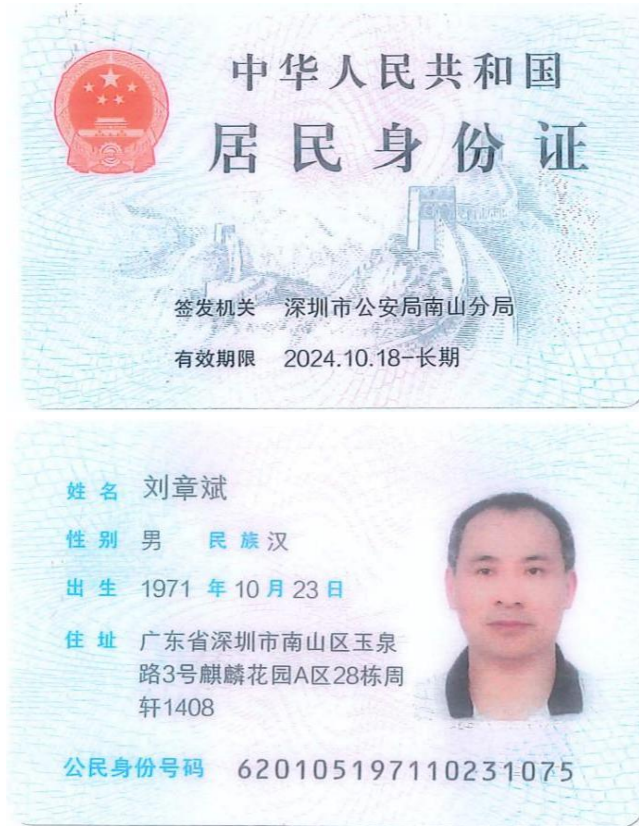 中华人民共和国
居民身份证
签发机关 深圳市公安局南山分局
有效期限 2024.10.18-长期
姓名 刘章斌
性别 男 民族 汉
出生 1971 年 10 月 23 日
住址 广东省深圳市南山区玉泉
路3号麒麟花园A区28栋周
轩1408
公民身份号码 620105197110231075